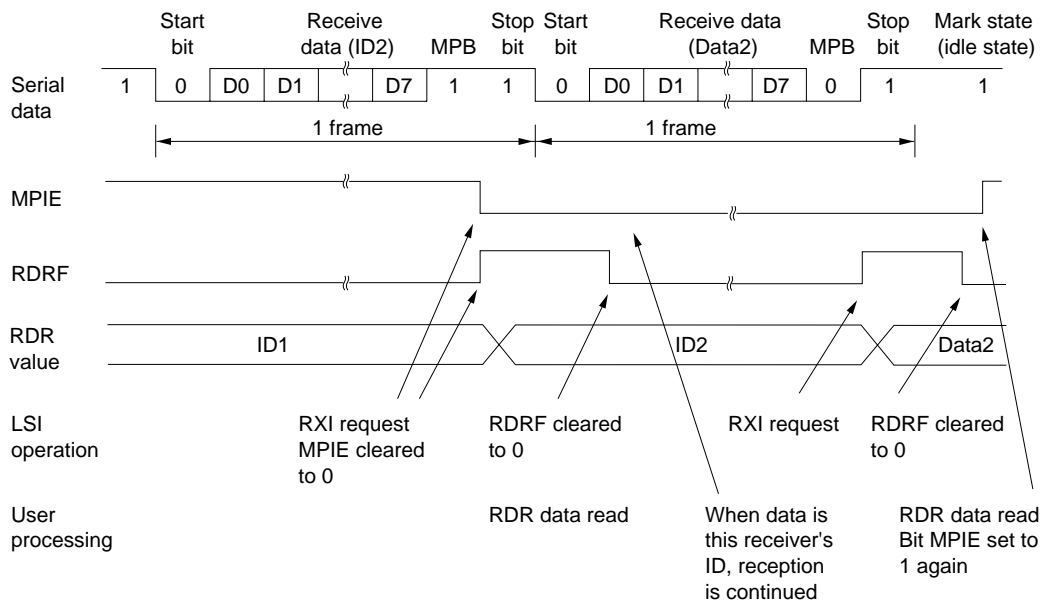 Start bit
Receive data (ID2)
MPB
Stop bit
Start bit
Receive data (Data2)
MPB
Stop bit
Mark state (idle state)
Serial data
1 0 D0 D1 D7 1 1 0 D0 D1 D7 0 1 1
1 frame 1 frame
MPIE
RDRF
RDR value
ID1 ID2 Data2
LSI operation
RXI request
MPIE cleared
to 0
RDRF cleared
to 0
RXI request
RDRF cleared
to 0
User processing
RDR data read
When data is
this receiver's
ID, reception
is continued
RDR data read
Bit MPIE set to
1 again